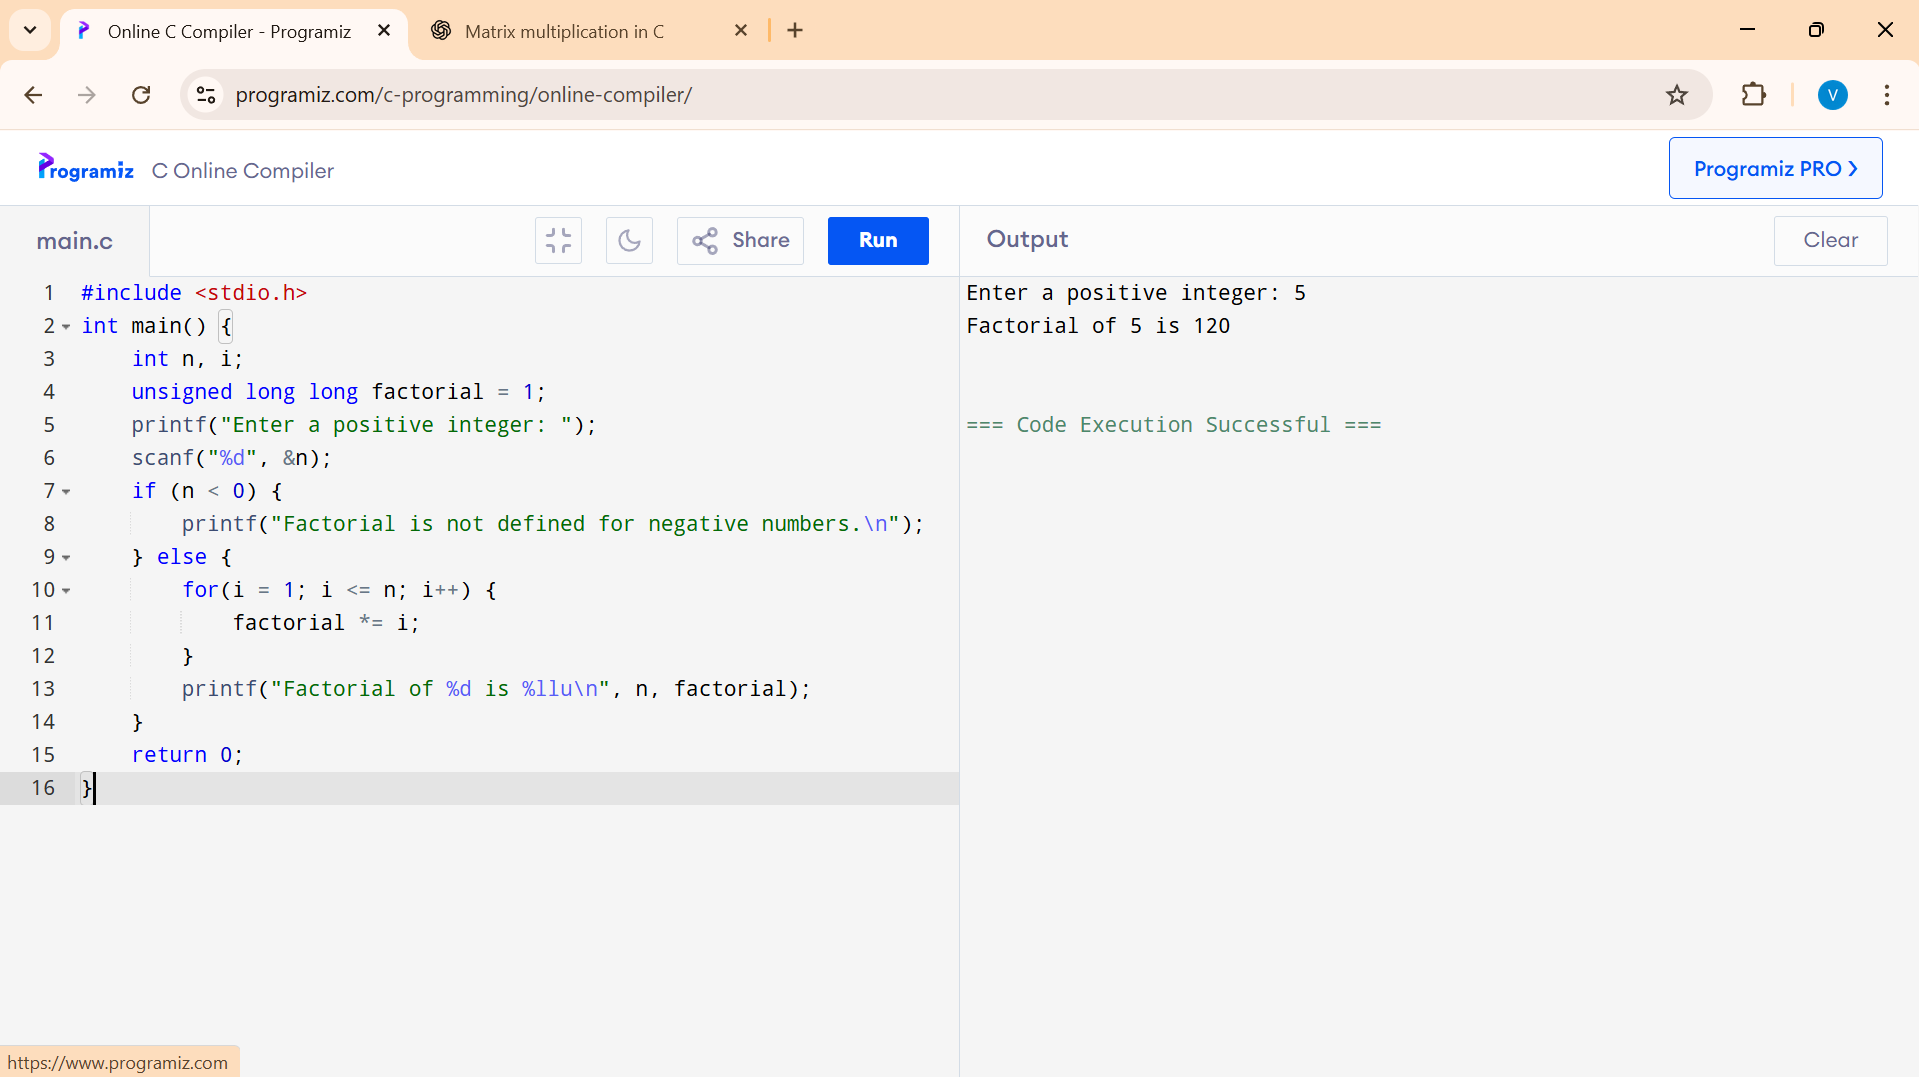 Online C Compiler - Programiz
Matrix multiplication in C
programiz.com/c-programming/online-compiler/
V
Programiz C Online Compiler
Programiz PRO
main.c
Share
Run
Output
Clear
1 #include <stdio.h>
2 int main() {
3     int n, i;
4     unsigned long long factorial = 1;
5     printf("Enter a positive integer: ");
6     scanf("%d", &n);
7     if (n < 0) {
8         printf("Factorial is not defined for negative numbers.\n");
9     } else {
10         for(i = 1; i <= n; i++) {
11             factorial *= i;
12         }
13         printf("Factorial of %d is %llu\n", n, factorial);
14     }
15     return 0;
16 }
Enter a positive integer: 5
Factorial of 5 is 120
=== Code Execution Successful ===
https://www.programiz.com